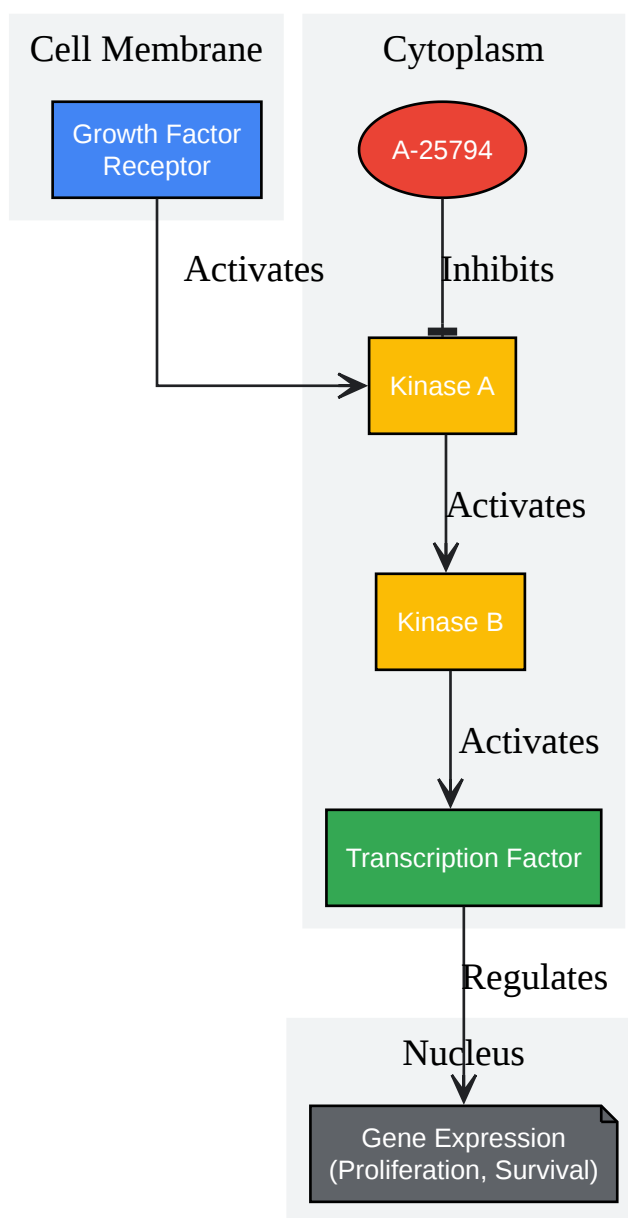 Cell Membrane
Cytoplasm
Growth Factor
Receptor
A-25794
Activates
Inhibits
Kinase A
Activates
Kinase B
Activates
Transcription Factor
Regulates
Nucleus
Gene Expression
(Proliferation, Survival)